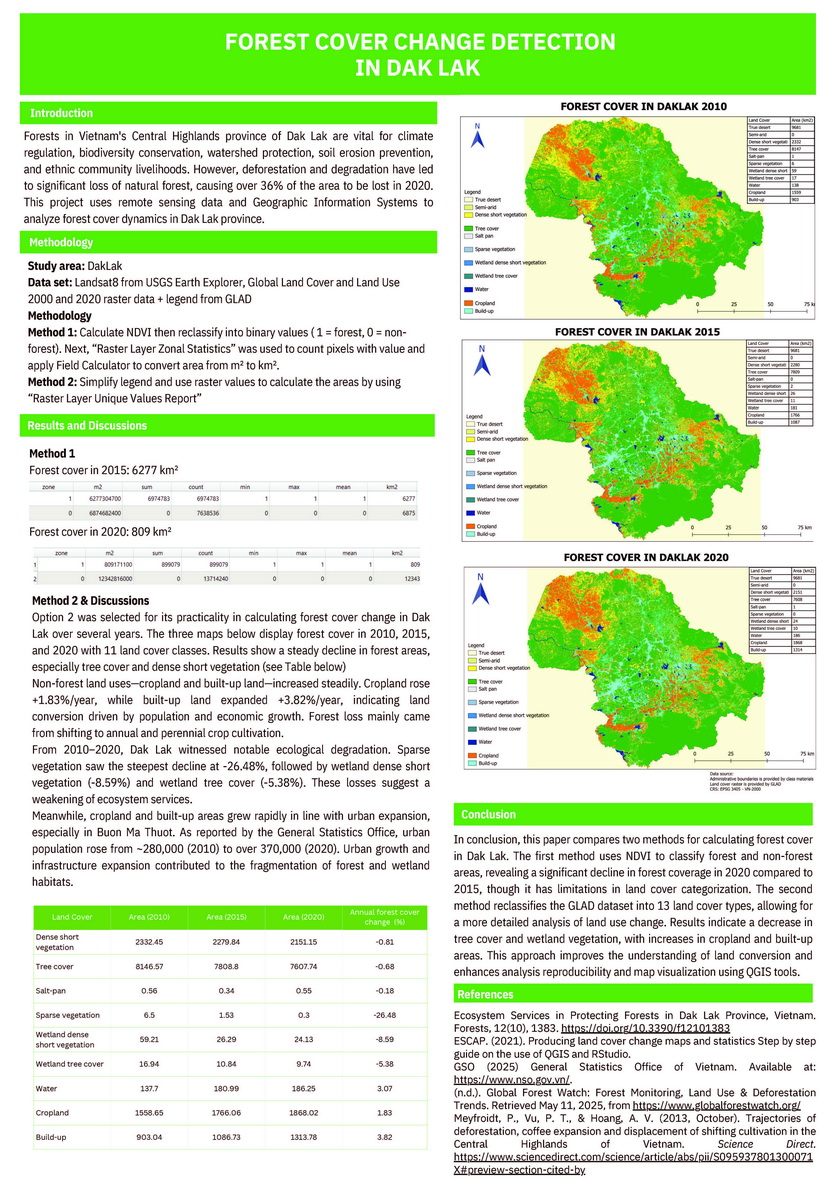 FOREST COVER CHANGE DETECTION
IN DAK LAK
Introduction
Forests in Vietnam's Central Highlands province of Dak Lak are vital for climate
regulation, biodiversity conservation, watershed protection, soil erosion prevention,
and ethnic community livelihoods. However, deforestation and degradation have led
to significant loss of natural forest, causing over 36% of the area to be lost in 2020.
This project uses remote sensing data and Geographic Information Systems to
analyze forest cover dynamics in Dak Lak province.
Methodology
Study area: DakLak
Data set: Landsat8 from USGS Earth Explorer, Global Land Cover and Land Use
2000 and 2020 raster data + legend from GLAD
Methodology
Method 1: Calculate NDVI then reclassify into binary values ( 1 = forest, 0 = non-
forest). Next, “Raster Layer Zonal Statistics” was used to count pixels with value and
apply Field Calculator to convert area from m² to km².
Method 2: Simplify legend and use raster values to calculate the areas by using
“Raster Layer Unique Values Report”
Results and Discussions
Method 1
Forest cover in 2015: 6277 km²
zone m2 sum count min max mean km2
1 6277304700 6974783 6974783 1 1 1 6277
0 6874682400 0 7638536 0 0 0 6875
Forest cover in 2020: 809 km²
zone m2 sum count min max mean km2
1 1 809171100 899079 899079 1 1 1 809
2 0 12342816000 0 13714240 0 0 0 12343
Method 2 & Discussions
Option 2 was selected for its practicality in calculating forest cover change in Dak
Lak over several years. The three maps below display forest cover in 2010, 2015,
and 2020 with 11 land cover classes. Results show a steady decline in forest areas,
especially tree cover and dense short vegetation (see Table below)
Non-forest land uses—cropland and built-up land—increased steadily. Cropland rose
+1.83%/year, while built-up land expanded +3.82%/year, indicating land
conversion driven by population and economic growth. Forest loss mainly came
from shifting to annual and perennial crop cultivation.
From 2010–2020, Dak Lak witnessed notable ecological degradation. Sparse
vegetation saw the steepest decline at -26.48%, followed by wetland dense short
vegetation (-8.59%) and wetland tree cover (-5.38%). These losses suggest a
weakening of ecosystem services.
Meanwhile, cropland and built-up areas grew rapidly in line with urban expansion,
especially in Buon Ma Thuot. As reported by the General Statistics Office, urban
population rose from ~280,000 (2010) to over 370,000 (2020). Urban growth and
infrastructure expansion contributed to the fragmentation of forest and wetland
habitats.
Land Cover Area (2010) Area (2015) Area (2020) Annual forest cover
change (%)
Dense short
vegetation 2332.45 2279.84 2151.15 -0.81
Tree cover 8146.57 7808.8 7607.74 -0.68
Salt-pan 0.56 0.34 0.55 -0.18
Sparse vegetation 6.5 1.53 0.3 -26.48
Wetland dense
short vegetation 59.21 26.29 24.13 -8.59
Wetland tree cover 16.94 10.84 9.74 -5.38
Water 137.7 180.99 186.25 3.07
Cropland 1558.65 1766.06 1868.02 1.83
Build-up 903.04 1086.73 1313.78 3.82
FOREST COVER IN DAKLAK 2010
N
Legend
True desert
Semi-arid
Dense short vegetation
Tree cover
Salt pan
Sparse vegetation
Wetland dense short vegetation
Wetland tree cover
Water
Cropland
Build-up
Land Cover Area (km2)
True desert 9681
Semi-arid 0
Dense short vegetati 2332
Tree cover 8147
Salt-pan 1
Sparse vegetation 6
Wetland dense short 59
Wetland tree cover 17
Water 138
Cropland 1559
Build-up 903
0 25 50 75 km
FOREST COVER IN DAKLAK 2015
N
Legend
True desert
Semi-arid
Dense short vegetation
Tree cover
Salt pan
Sparse vegetation
Wetland dense short vegetation
Wetland tree cover
Water
Cropland
Build-up
Land Cover Area (km2)
True desert 9681
Semi-arid 0
Dense short vegetati 2280
Tree cover 7809
Salt-pan 0
Sparse vegetation 2
Wetland dense short 26
Wetland tree cover 11
Water 181
Cropland 1766
Build-up 1087
0 25 50 75 km
FOREST COVER IN DAKLAK 2020
N
Legend
True desert
Semi-arid
Dense short vegetation
Tree cover
Salt pan
Sparse vegetation
Wetland dense short vegetation
Wetland tree cover
Water
Cropland
Build-up
Land Cover Area (km2)
True desert 9681
Semi-arid 0
Dense short vegetati 2151
Tree cover 7608
Salt-pan 1
Sparse vegetation 0
Wetland dense short 24
Wetland tree cover 10
Water 186
Cropland 1868
Build-up 1314
0 25 50 75 km
Data source:
Administrative boundaries is provided by class materials
Land cover raster is provided by GLAD
CRS: EPSG 3405 - VN-2000
Conclusion
In conclusion, this paper compares two methods for calculating forest cover
in Dak Lak. The first method uses NDVI to classify forest and non-forest
areas, revealing a significant decline in forest coverage in 2020 compared to
2015, though it has limitations in land cover categorization. The second
method reclassifies the GLAD dataset into 13 land cover types, allowing for
a more detailed analysis of land use change. Results indicate a decrease in
tree cover and wetland vegetation, with increases in cropland and built-up
areas. This approach improves the understanding of land conversion and
enhances analysis reproducibility and map visualization using QGIS tools.
References
Ecosystem Services in Protecting Forests in Dak Lak Province, Vietnam.
Forests, 12(10), 1383. https://doi.org/10.3390/f12101383
ESCAP. (2021). Producing land cover change maps and statistics Step by step
guide on the use of QGIS and RStudio.
GSO (2025) General Statistics Office of Vietnam. Available at:
https://www.nso.gov.vn/.
(n.d.). Global Forest Watch: Forest Monitoring, Land Use & Deforestation
Trends. Retrieved May 11, 2025, from https://www.globalforestwatch.org/
Meyfroidt, P., Vu, P. T., & Hoang, A. V. (2013, October). Trajectories of
deforestation, coffee expansion and displacement of shifting cultivation in the
Central Highlands of Vietnam. Science Direct.
https://www.sciencedirect.com/science/article/abs/pii/S095937801300071
X#preview-section-cited-by